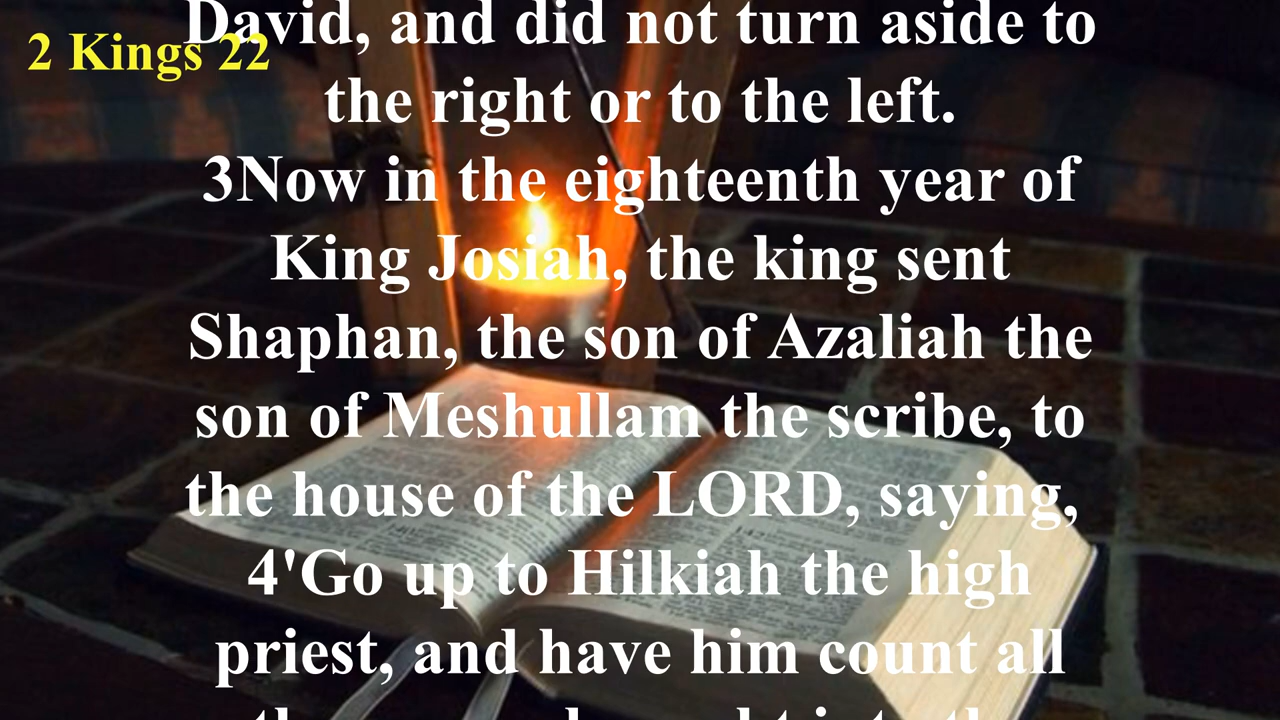 2 Kings 22
David, and did not turn aside to
the right or to the left.
3Now in the eighteenth year of
King Josiah, the king sent
Shaphan, the son of Azaliah the
son of Meshullam the scribe, to
the house of the LORD, saying,
4'Go up to Hilkiah the high
priest, and have him count all